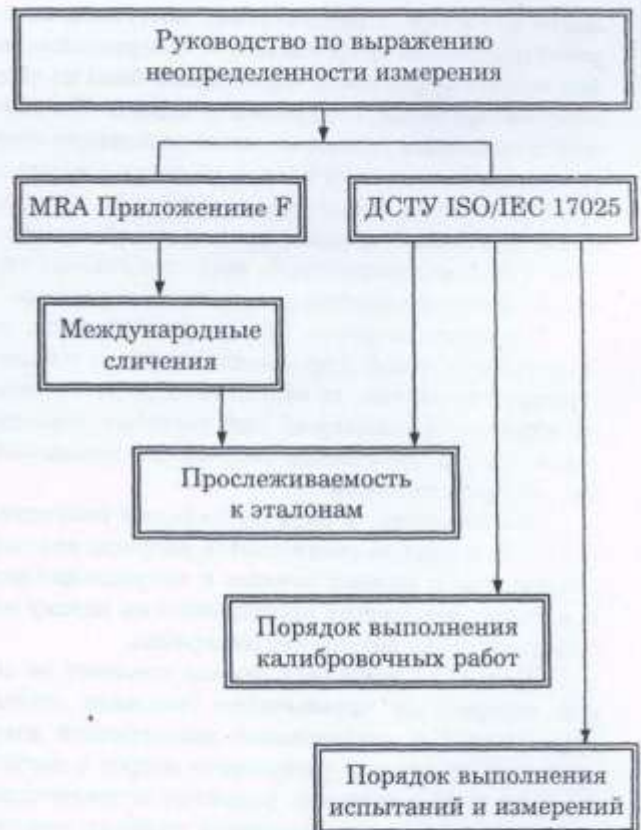 Руководство по выражению
неопределенности измерения
MRA Приложениие F
ДСТУ ISO/IEC 17025
Международные
сличения
Прослеживаемость
к эталонам
Порядок выполнения
калибровочных работ
Порядок выполнения
испытаний и измерений